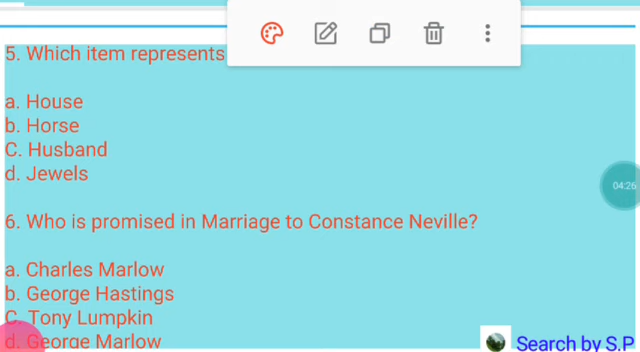 5. Which item represents
a. House
b. Horse
C. Husband
d. Jewels
04:26
6. Who is promised in Marriage to Constance Neville?
a. Charles Marlow
b. George Hastings
C. Tony Lumpkin
d. George Marlow
Search by S.P